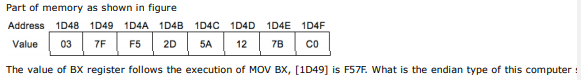 Part of memory as shown in figure
Address 1D48 1D49 1D4A 1D4B 1D4C 1D4D 1D4E 1D4F
Value 03 7F F5 2D 5A 12 7B C0
The value of BX register follows the execution of MOV BX, [1D49] is F57F. What is the endian type of this computer